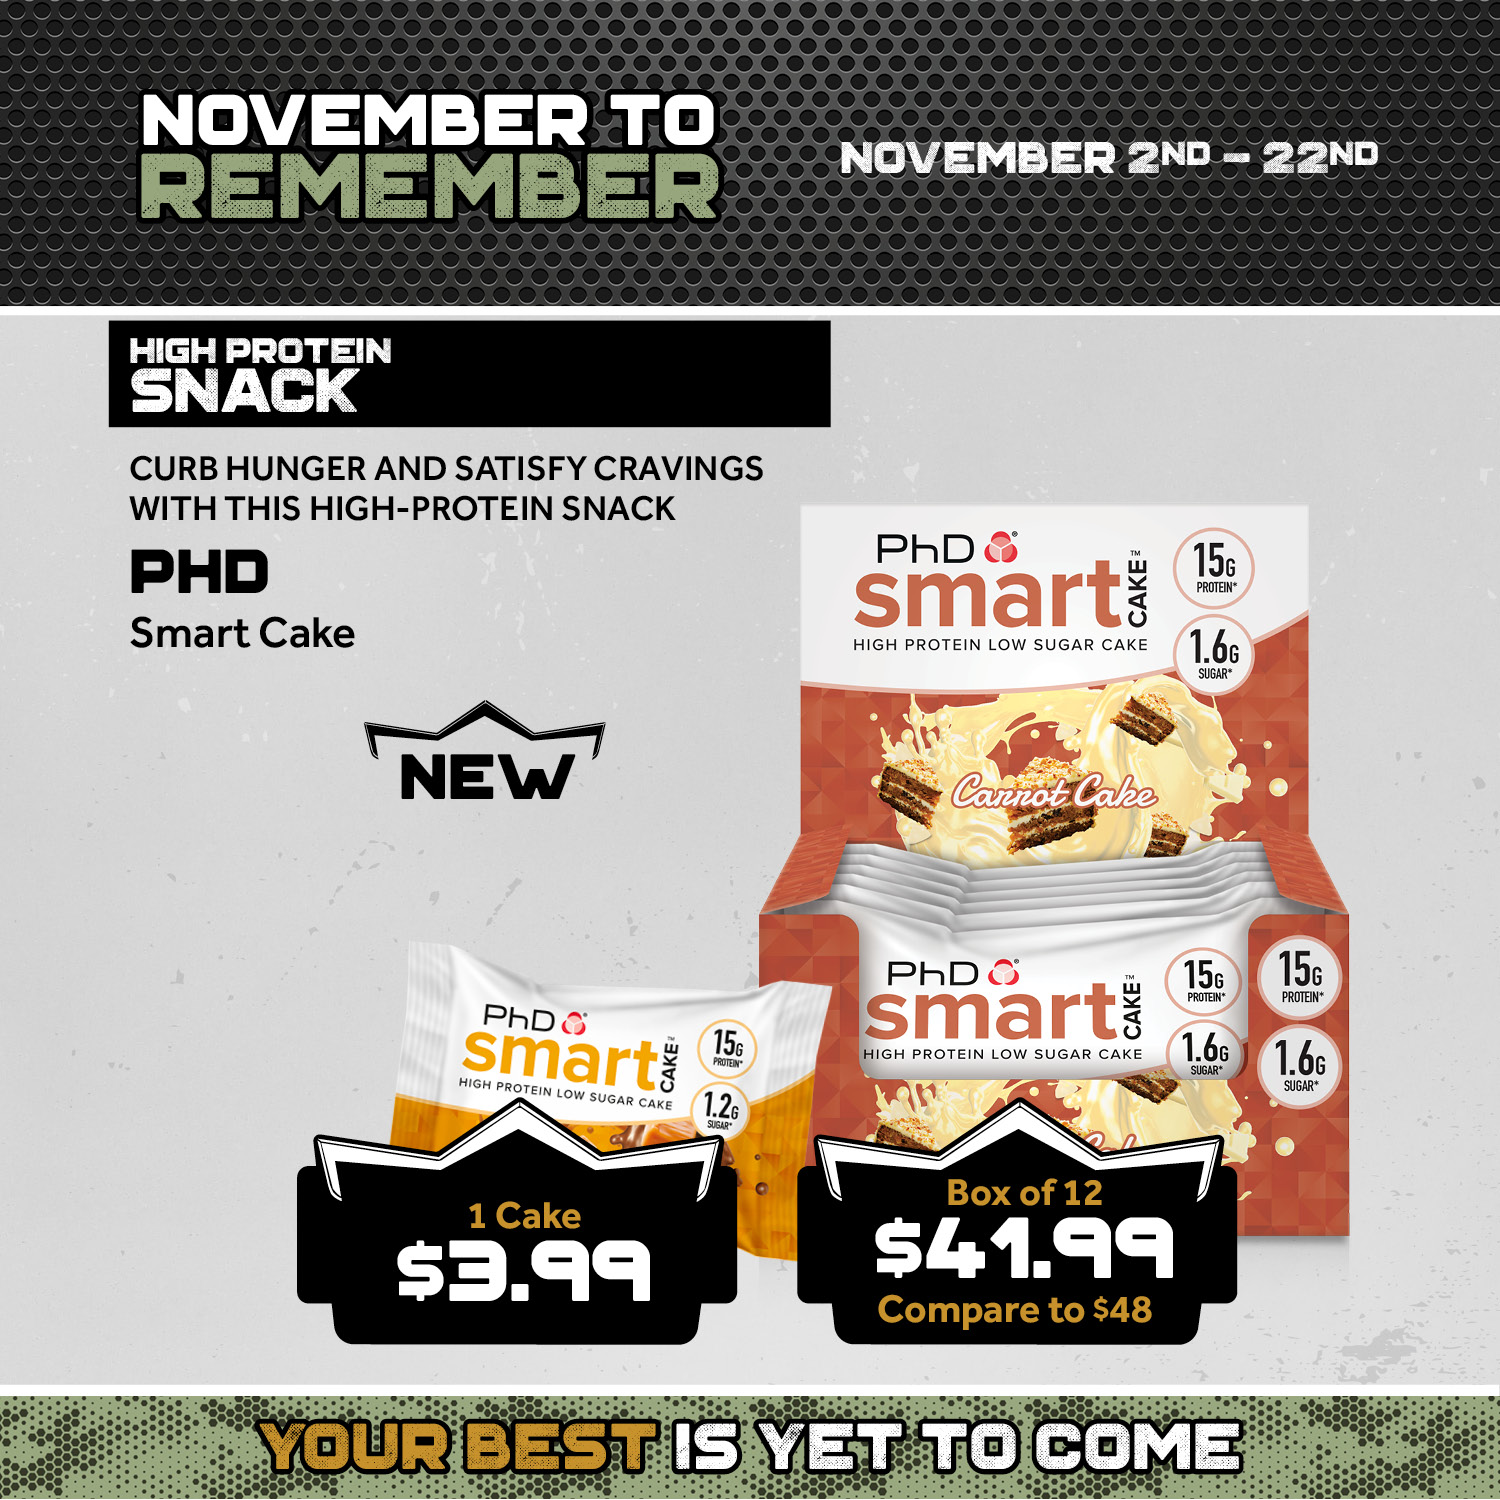 NOVEMBER TO
REMEMBER
NOVEMBER 2ND – 22ND
HIGH PROTEIN
SNACK
CURB HUNGER AND SATISFY CRAVINGS
WITH THIS HIGH-PROTEIN SNACK
PHD
Smart Cake
NEW
PhD
smart CAKE™
HIGH PROTEIN LOW SUGAR CAKE
15G
PROTEIN*
1.6G
SUGAR*
Carrot Cake
PhD
smart CAKE™
HIGH PROTEIN LOW SUGAR CAKE
15G
PROTEIN*
1.6G
SUGAR*
15G
PROTEIN*
1.6G
SUGAR*
PhD
smart CAKE™
HIGH PROTEIN LOW SUGAR CAKE
15G
PROTEIN*
1.2G
SUGAR*
1 Cake
$3.99
Box of 12
$41.99
Compare to $48
YOUR BEST IS YET TO COME